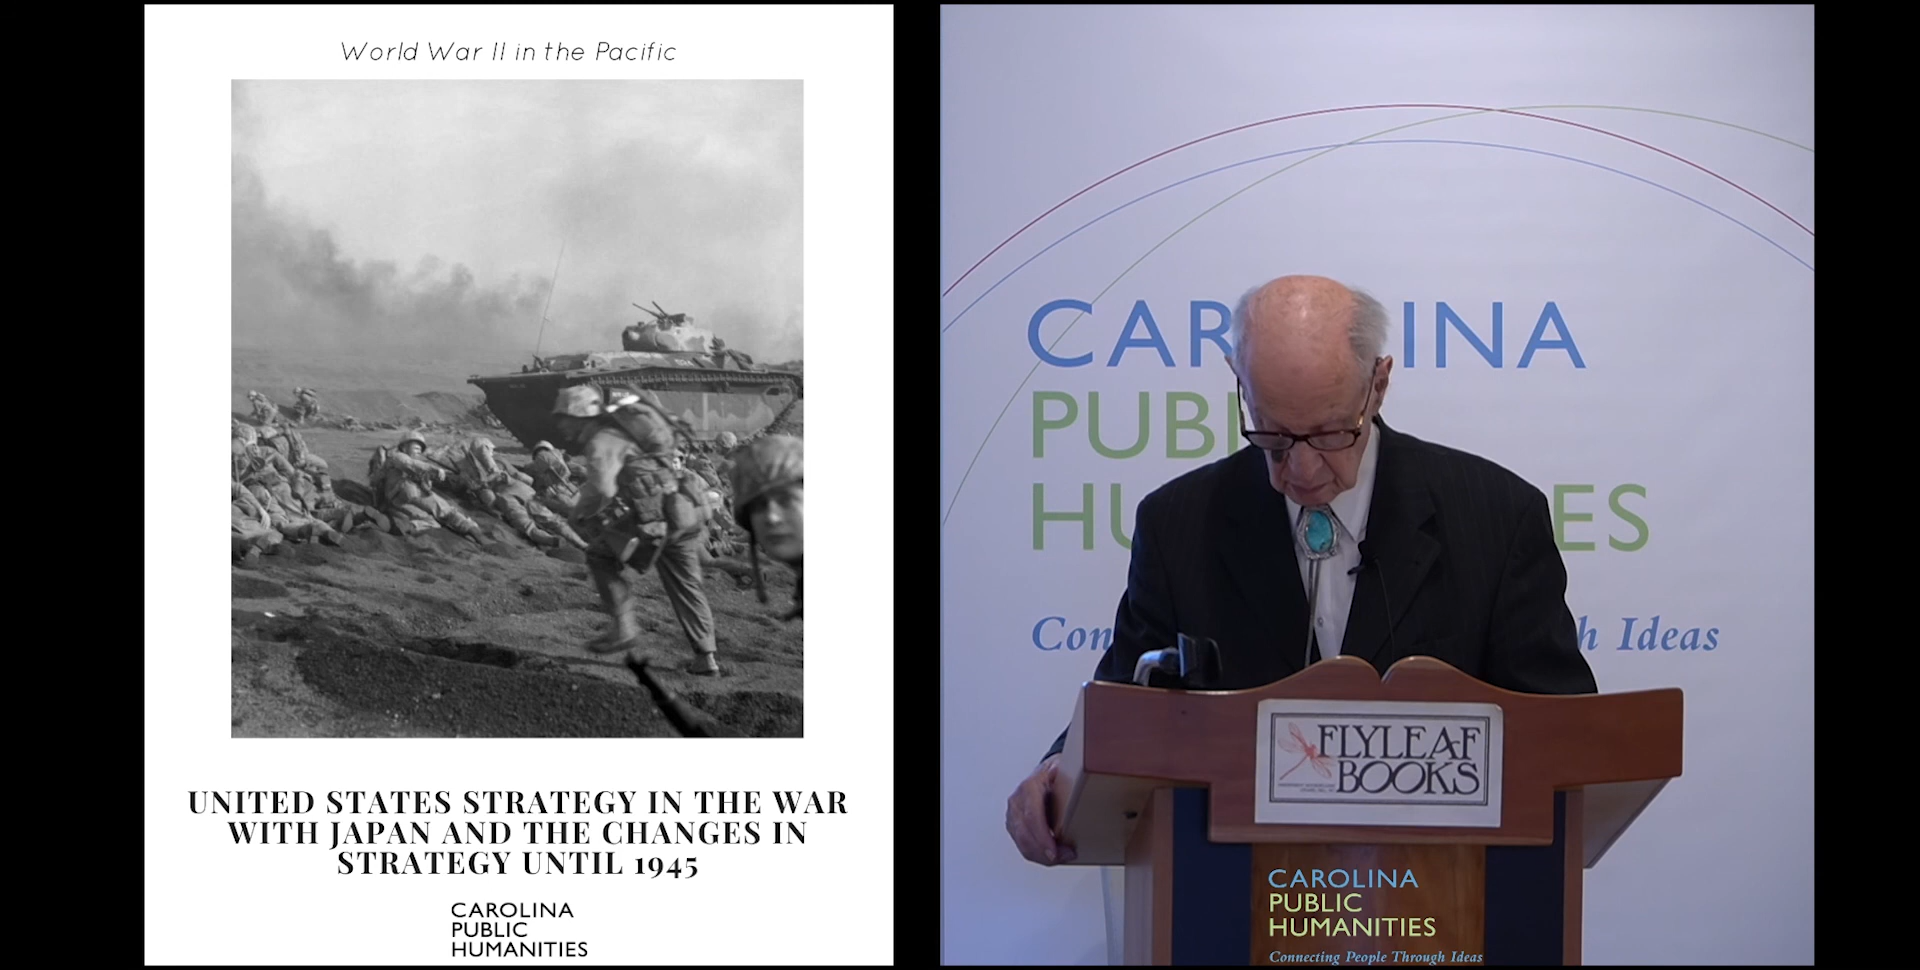 World War II in the Pacific
UNITED STATES STRATEGY IN THE WAR
WITH JAPAN AND THE CHANGES IN
STRATEGY UNTIL 1945
CAROLINA
PUBLIC
HUMANITIES
CAR INA
PUBL
HU ES
Con h Ideas
FLYLEAF
BOOKS
CAROLINA
PUBLIC
HUMANITIES
Connecting People Through Ideas